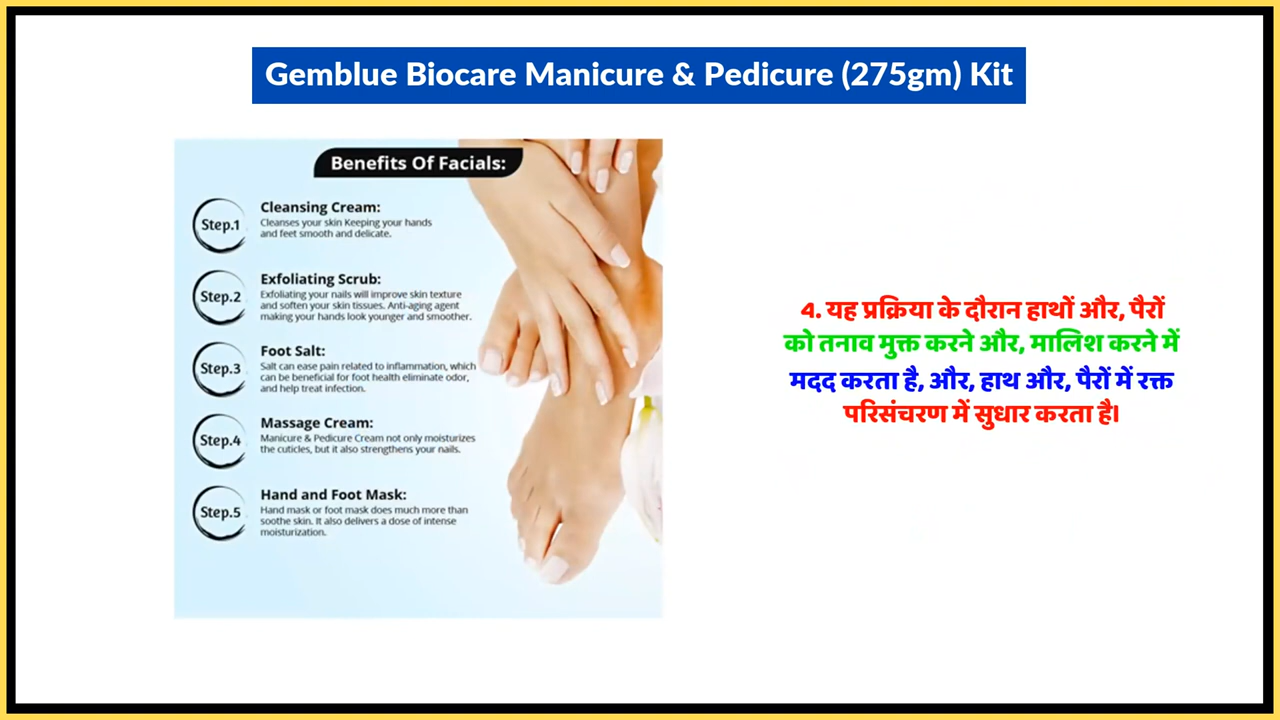 Gemblue Biocare Manicure & Pedicure (275gm) Kit
Benefits Of Facials:
Step.1
Cleansing Cream:
Cleanses your skin Keeping your hands
and feet smooth and delicate.
Step.2
Exfoliating Scrub:
Exfoliating your nails will improve skin texture
and soften your skin tissues. Anti-aging agent
making your hands look younger and smoother.
Step.3
Foot Salt:
Salt can ease pain related to inflammation, which
can be beneficial for foot health eliminate odor,
and help treat infection.
Step.4
Massage Cream:
Manicure & Pedicure Cream not only moisturizes
the cuticles, but it also strengthens your nails.
Step.5
Hand and Foot Mask:
Hand mask or foot mask does much more than
soothe skin. It also delivers a dose of intense
moisturization.
4. यह प्रक्रिया के दौरान हाथों और, पैरों
को तनाव मुक्त करने और, मालिश करने में
मदद करता है, और, हाथ और, पैरों में रक्त
परिसंचरण में सुधार करता है।